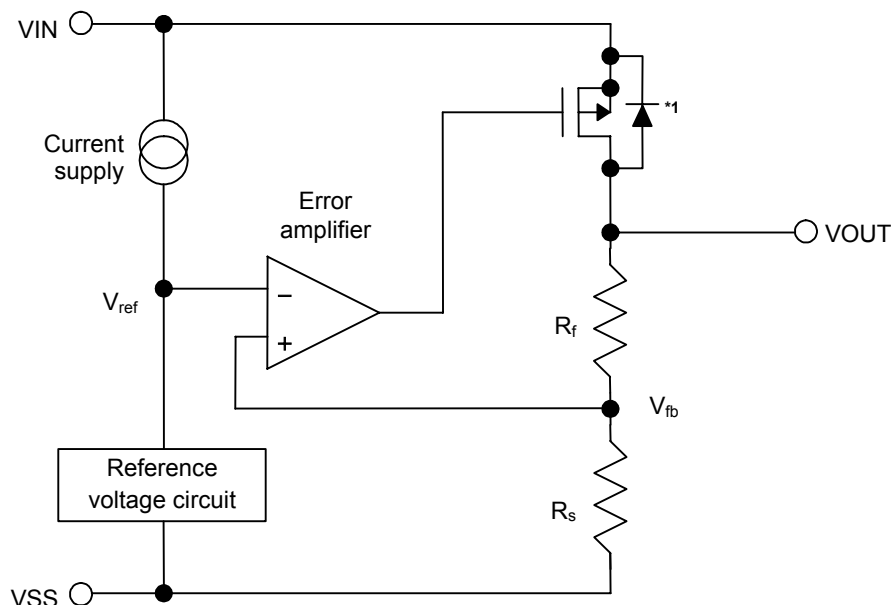 VIN
*1
Current
supply
Error
amplifier
VOUT
Vref
−
+
Rf
Vfb
Reference
voltage circuit
Rs
VSS